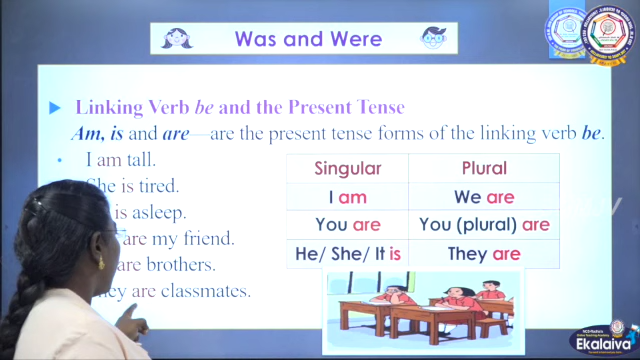 Was and Were
Linking Verb be and the Present Tense
Am, is and are—are the present tense forms of the linking verb be.
I am tall.
She is tired.
is asleep.
are my friend.
are brothers.
are classmates.
Singular Plural
I am We are
You are You (plural) are
He/ She/ It is They are
Ekalaiva